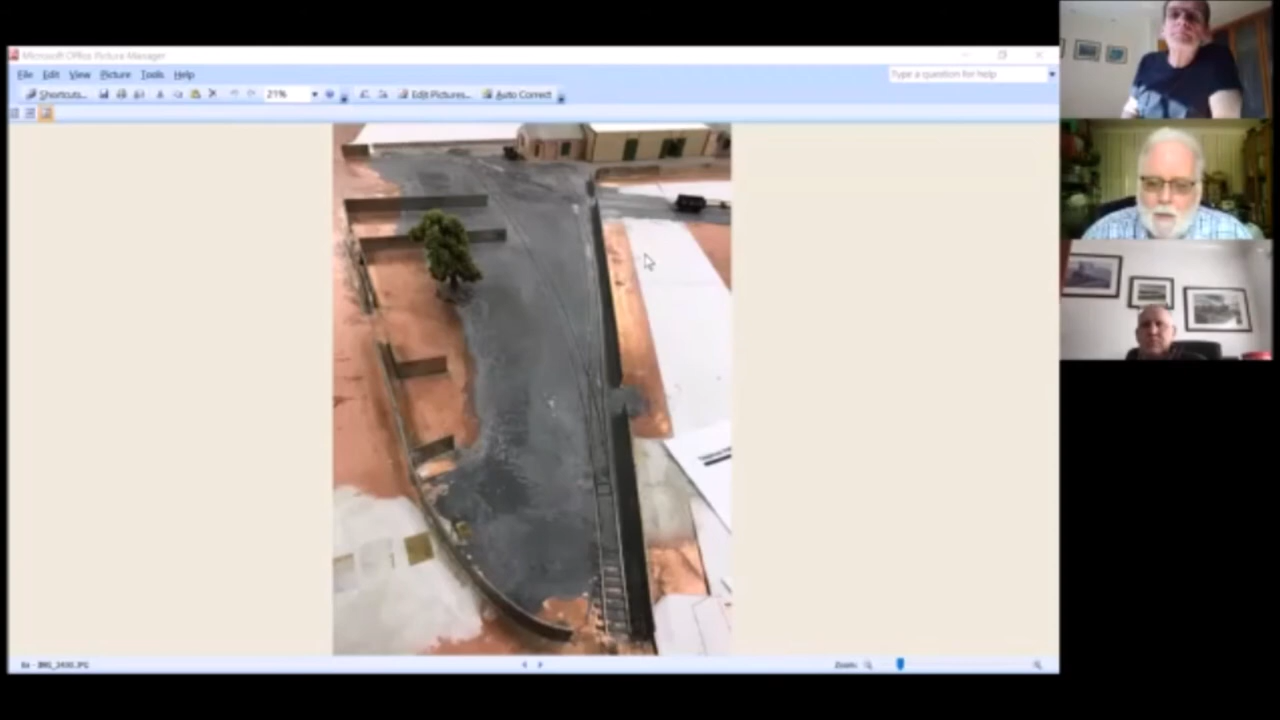 Microsoft Office Picture Manager
File Edit View Picture Tools Help
Type a question for help
Shortcuts... 21% Edit Pictures... Auto Correct
Zoom: